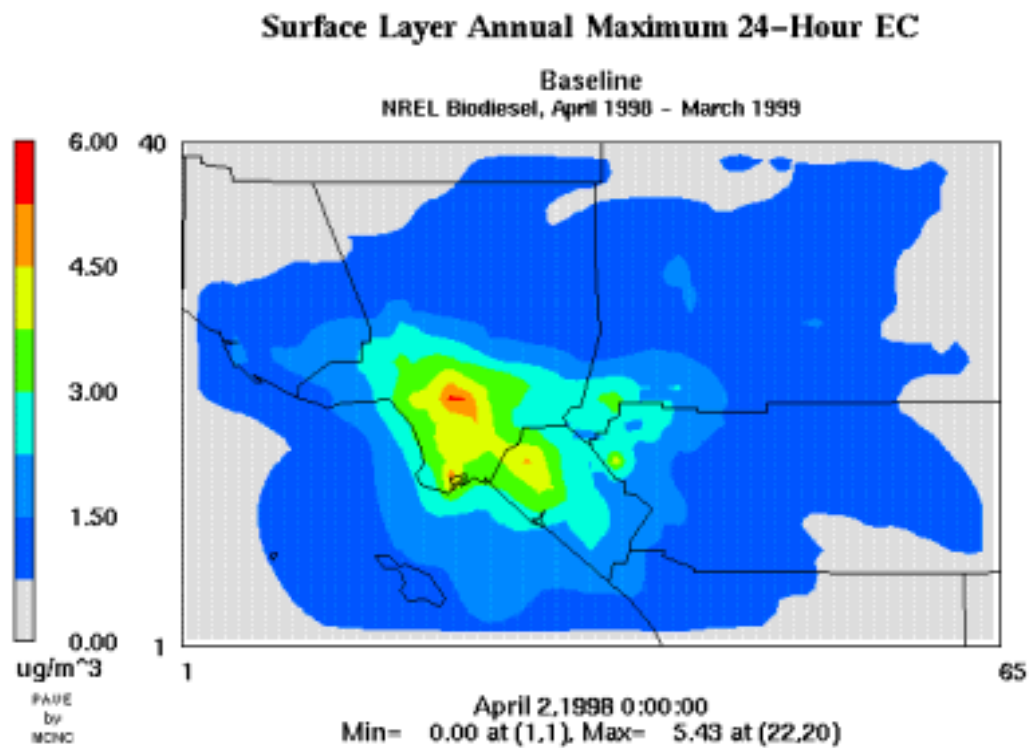 Surface Layer Annual Maximum 24-Hour EC
Baseline
NREL Biodiesel, April 1998 - March 1999
6.00
4.50
3.00
1.50
0.00
ug/m^3
PAVE
by
MCNC
40
1
1
65
April 2,1998 0:00:00
Min= 0.00 at (1,1), Max= 5.43 at (22,20)